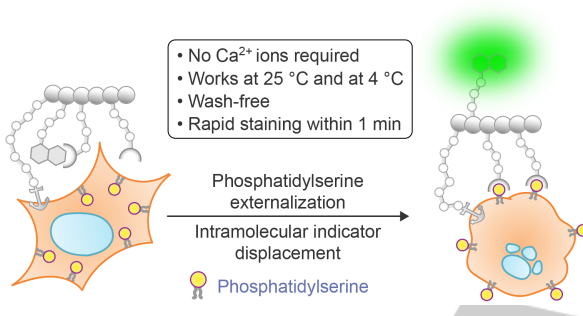 • No Ca²⁺ ions required
• Works at 25 °C and at 4 °C
• Wash-free
• Rapid staining within 1 min
Phosphatidylserine
externalization
Intramolecular indicator
displacement
Phosphatidylserine